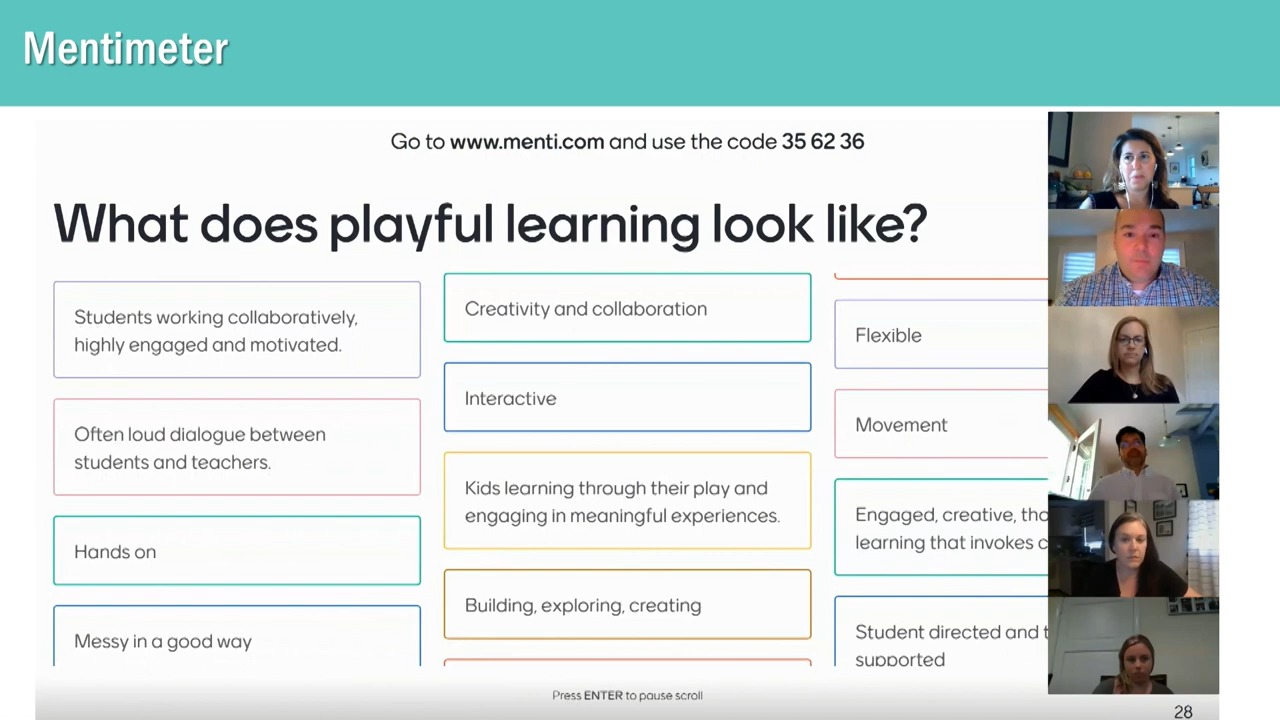 Mentimeter
Go to www.menti.com and use the code 35 62 36
What does playful learning look like?
Students working collaboratively,
highly engaged and motivated.
Often loud dialogue between
students and teachers.
Hands on
Messy in a good way
Creativity and collaboration
Interactive
Kids learning through their play and
engaging in meaningful experiences.
Building, exploring, creating
Flexible
Movement
Engaged, creative,
learning that invokes
Student directed and
supported
Press ENTER to pause scroll
28